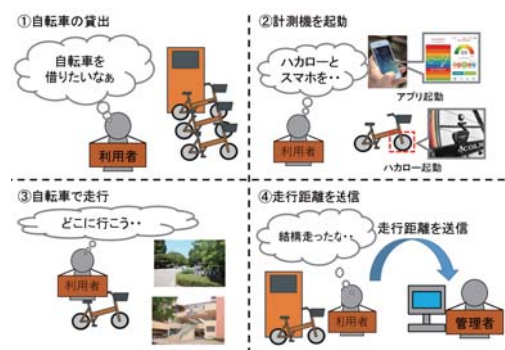 ①自転車の貸出
自転車を
借りたいなぁ
利用者
②計測機を起動
ハカローと
スマホを・・
アプリ起動
利用者
ハカロー起動
③自転車で走行
どこに行こう・・
利用者
④走行距離を送信
結構走ったな・・
走行距離を送信
利用者
管理者